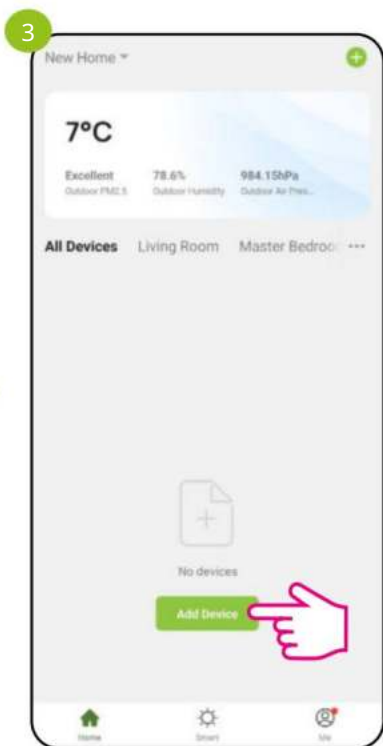 3
New Home
7°C
Excellent 78.6% 984.15hPa
Outdoor PM2.5 Outdoor Humidity Outdoor Air Pres...
All Devices Living Room Master Bedroo ...
No devices
Add Device
Home Smart Me